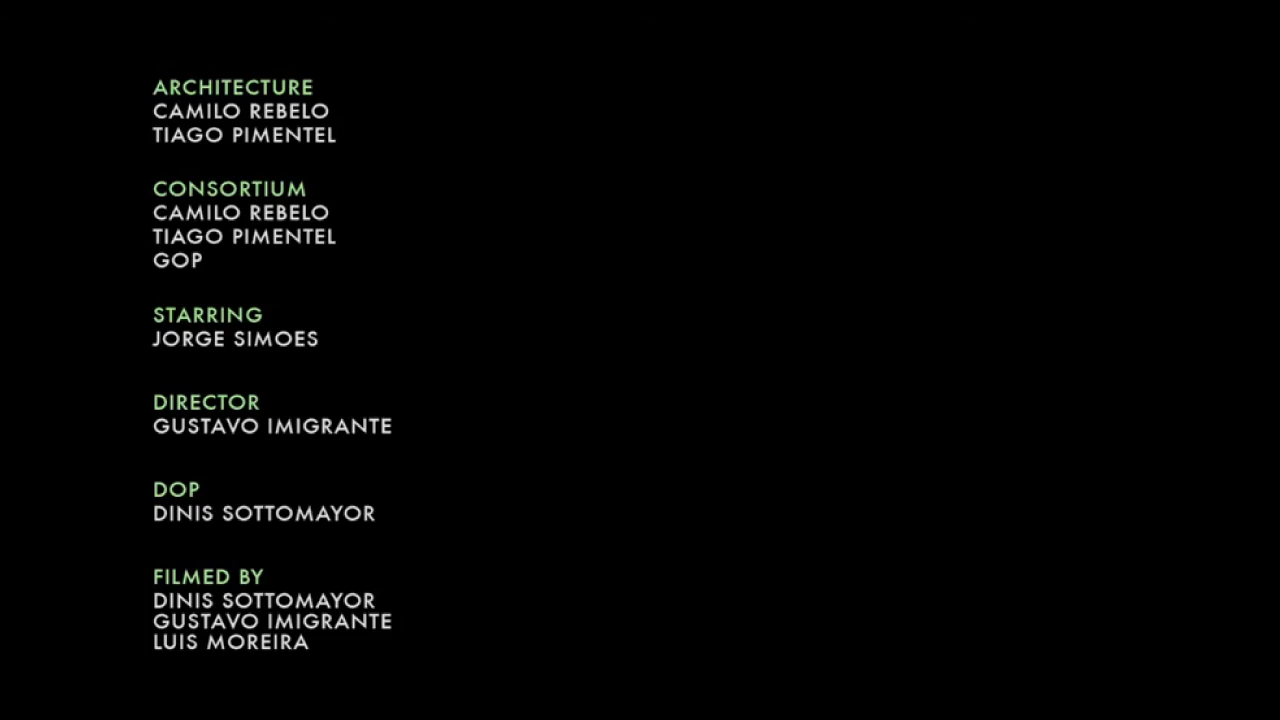 ARCHITECTURE
CAMILO REBELO
TIAGO PIMENTEL
CONSORTIUM
CAMILO REBELO
TIAGO PIMENTEL
GOP
STARRING
JORGE SIMOES
DIRECTOR
GUSTAVO IMIGRANTE
DOP
DINIS SOTTOMAYOR
FILMED BY
DINIS SOTTOMAYOR
GUSTAVO IMIGRANTE
LUIS MOREIRA